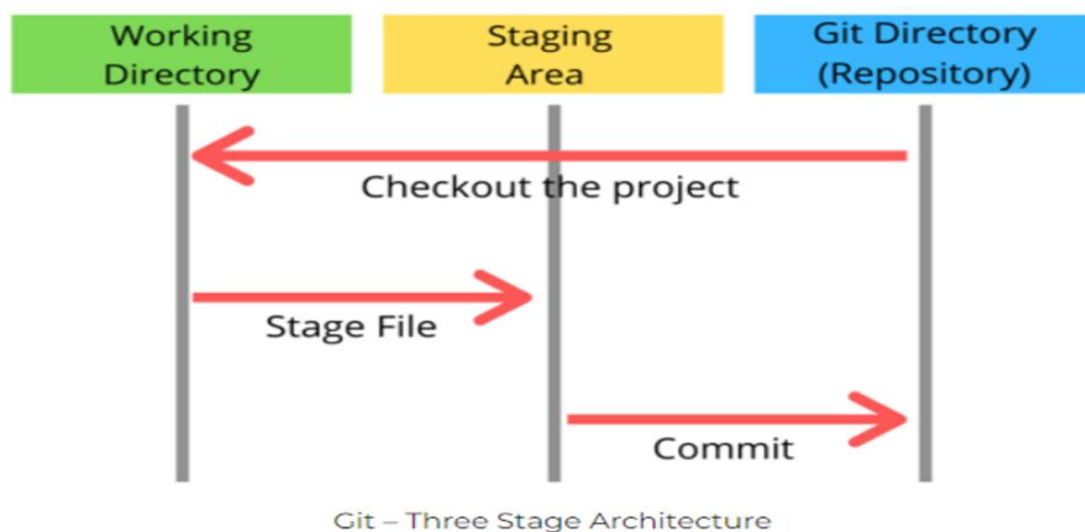 Working
Directory
Staging
Area
Git Directory
(Repository)
Checkout the project
Stage File
Commit
Git – Three Stage Architecture